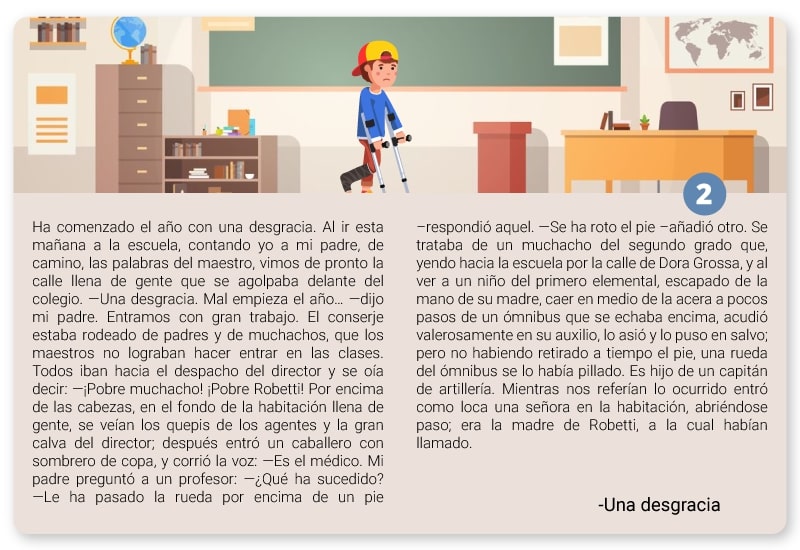 2
Ha comenzado el año con una desgracia. Al ir esta
mañana a la escuela, contando yo a mi padre, de
camino, las palabras del maestro, vimos de pronto la
calle llena de gente que se agolpaba delante del
colegio. —Una desgracia. Mal empieza el año... —dijo
mi padre. Entramos con gran trabajo. El conserje
estaba rodeado de padres y de muchachos, que los
maestros no lograban hacer entrar en las clases.
Todos iban hacia el despacho del director y se oía
decir: —¡Pobre muchacho! ¡Pobre Robetti! Por encima
de las cabezas, en el fondo de la habitación llena de
gente, se veían los quepis de los agentes y la gran
calva del director; después entró un caballero con
sombrero de copa, y corrió la voz: —Es el médico. Mi
padre preguntó a un profesor: —¿Qué ha sucedido?
—Le ha pasado la rueda por encima de un pie
–respondió aquel. —Se ha roto el pie –añadió otro. Se
trataba de un muchacho del segundo grado que,
yendo hacia la escuela por la calle de Dora Grossa, y al
ver a un niño del primero elemental, escapado de la
mano de su madre, caer en medio de la acera a pocos
pasos de un ómnibus que se echaba encima, acudió
valerosamente en su auxilio, lo asió y lo puso en salvo;
pero no habiendo retirado a tiempo el pie, una rueda
del ómnibus se lo había pillado. Es hijo de un capitán
de artillería. Mientras nos referían lo ocurrido entró
como loca una señora en la habitación, abriéndose
paso; era la madre de Robetti, a la cual habían
llamado.
-Una desgracia